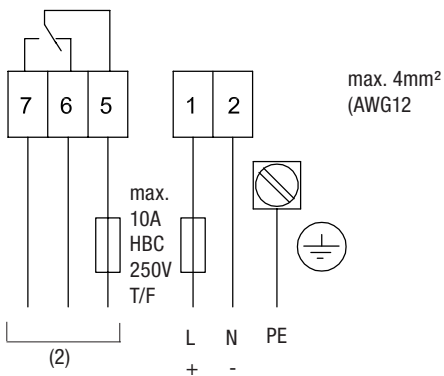 7 6 5 1 2
max. 4mm²
(AWG12
max.
10A
HBC
250V
T/F
L N PE
+ -
(2)